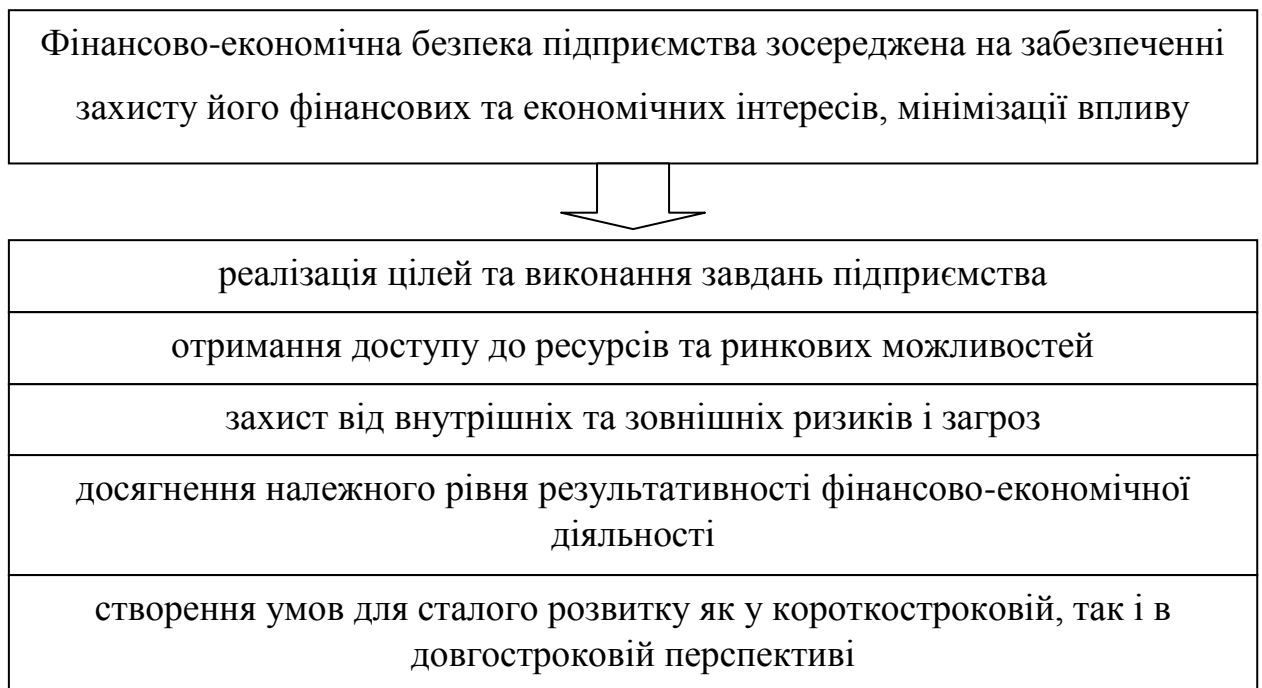 Фінансово-економічна безпека підприємства зосереджена на забезпеченні
захисту його фінансових та економічних інтересів, мінімізації впливу
реалізація цілей та виконання завдань підприємства
отримання доступу до ресурсів та ринкових можливостей
захист від внутрішніх та зовнішніх ризиків і загроз
досягнення належного рівня результативності фінансово-економічної
діяльності
створення умов для сталого розвитку як у короткостроковій, так і в
довгостроковій перспективі